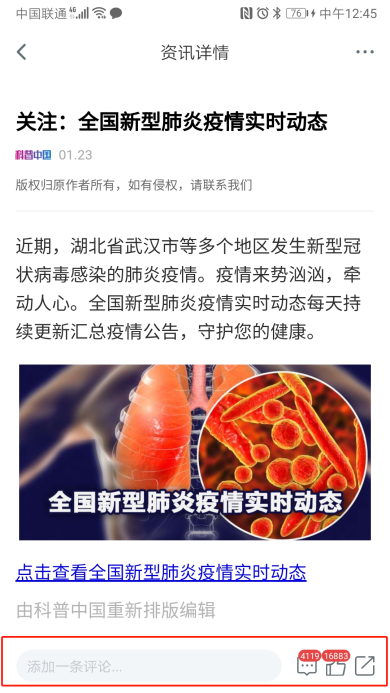 中国联通 46 76 中午12:45
资讯详情
关注：全国新型肺炎疫情实时动态
科普中国 01.23
版权归原作者所有，如有侵权，请联系我们
近期，湖北省武汉市等多个地区发生新型冠
状病毒感染的肺炎疫情。疫情来势汹汹，牵
动人心。全国新型肺炎疫情实时动态每天持
续更新汇总疫情公告，守护您的健康。
全国新型肺炎疫情实时动态
点击查看全国新型肺炎疫情实时动态
由科普中国重新排版编辑
添加一条评论... 4119 16883